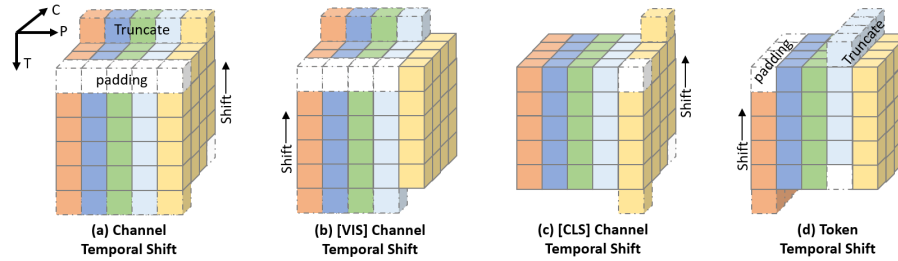 C
P
T
Truncate
padding
Shift
(a) Channel
Temporal Shift
Shift
(b) [VIS] Channel
Temporal Shift
Shift
(c) [CLS] Channel
Temporal Shift
padding
Truncate
Shift
(d) Token
Temporal Shift